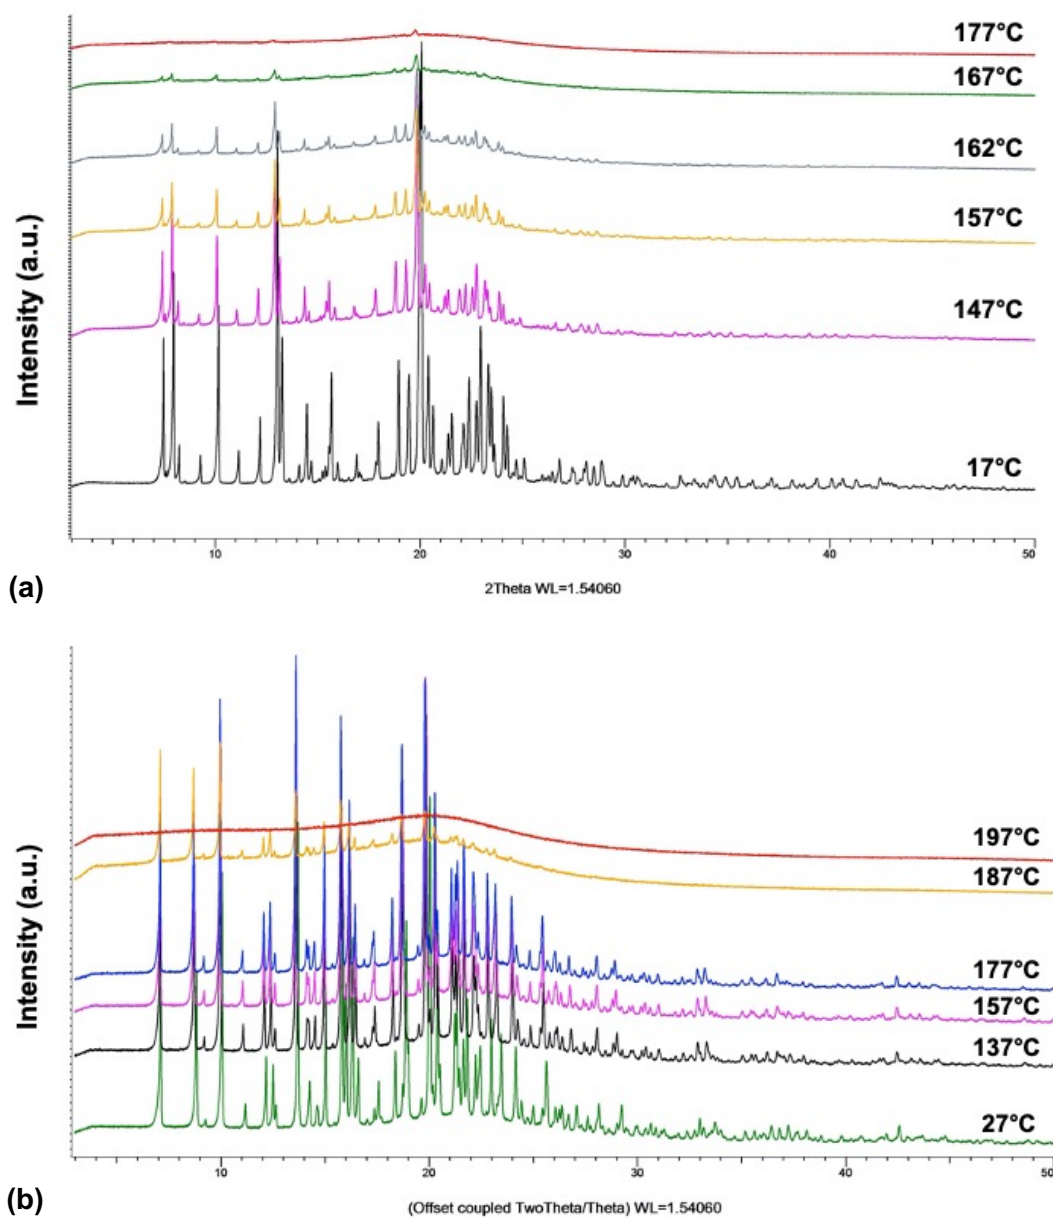 177°C
167°C
162°C
157°C
147°C
17°C
Intensity (a.u.)
10 20 30 40 50
(a)
2Theta WL=1.54060
197°C
187°C
177°C
157°C
137°C
27°C
Intensity (a.u.)
10 20 30 40 50
(b)
(Offset coupled TwoTheta/Theta) WL=1.54060